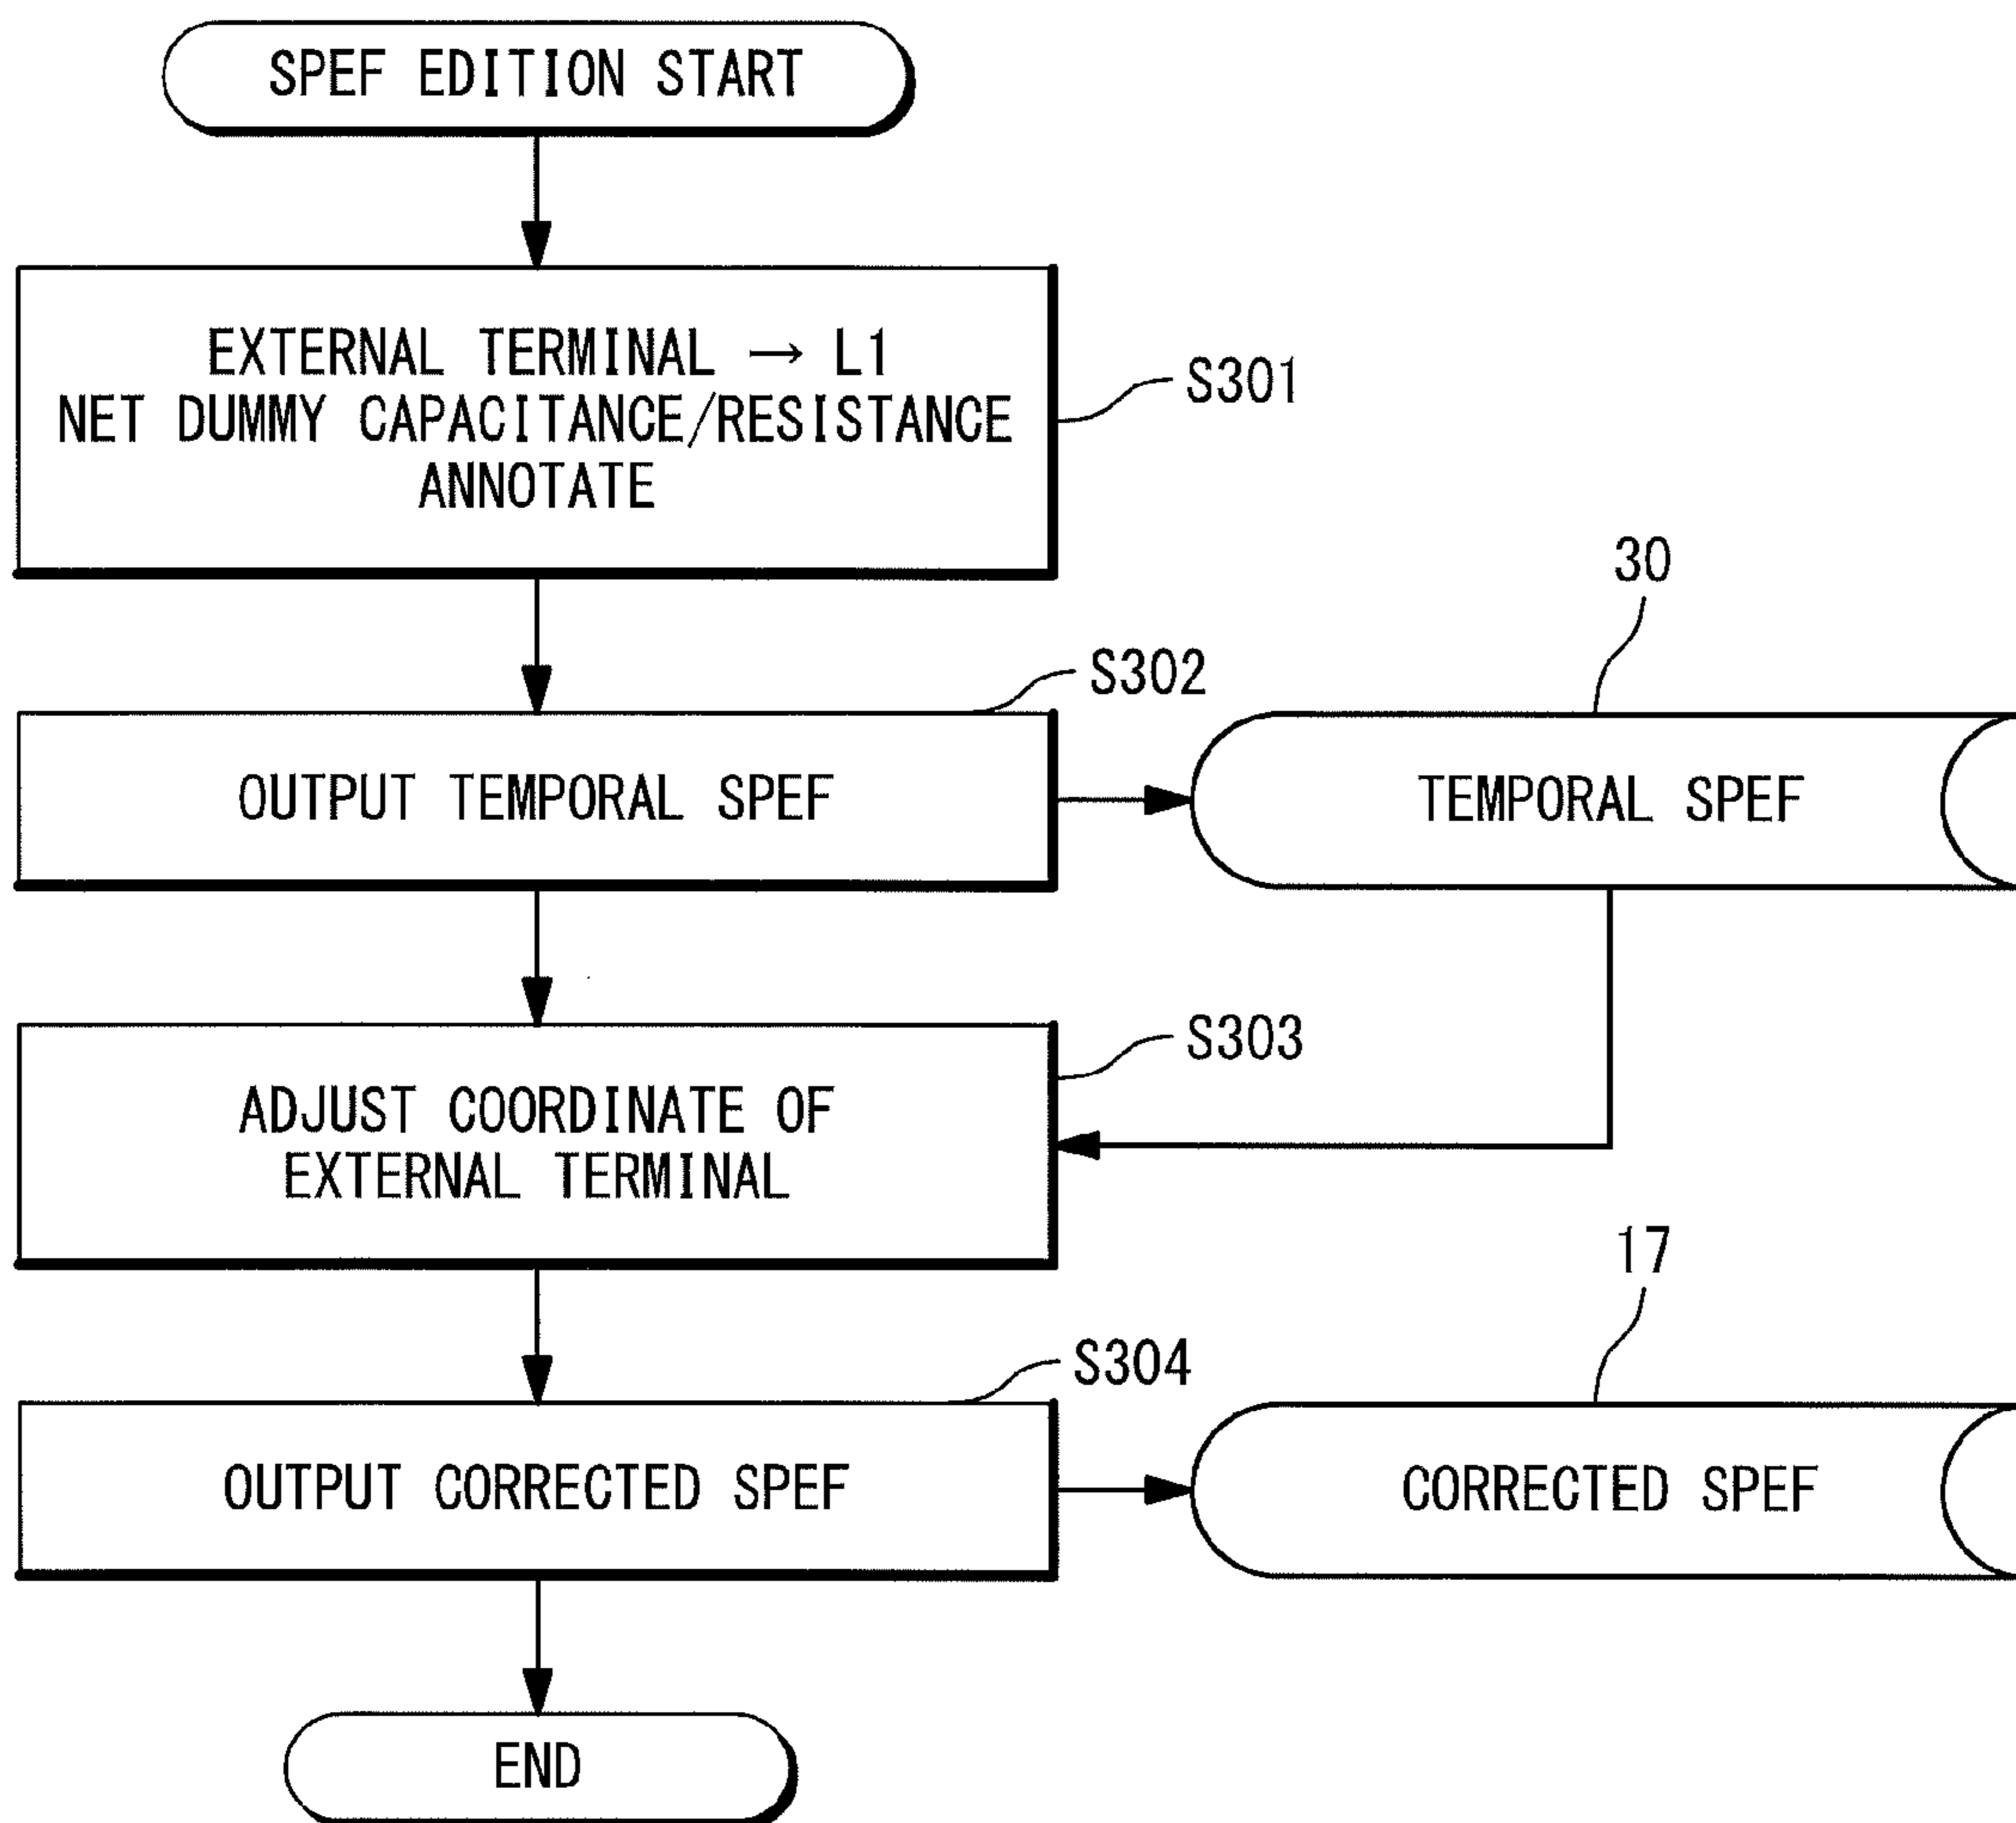 SPEF EDITION START
EXTERNAL TERMINAL → L1
NET DUMMY CAPACITANCE/RESISTANCE
ANNOTATE
S301
30
S302
OUTPUT TEMPORAL SPEF
TEMPORAL SPEF
S303
ADJUST COORDINATE OF
EXTERNAL TERMINAL
17
S304
OUTPUT CORRECTED SPEF
CORRECTED SPEF
END